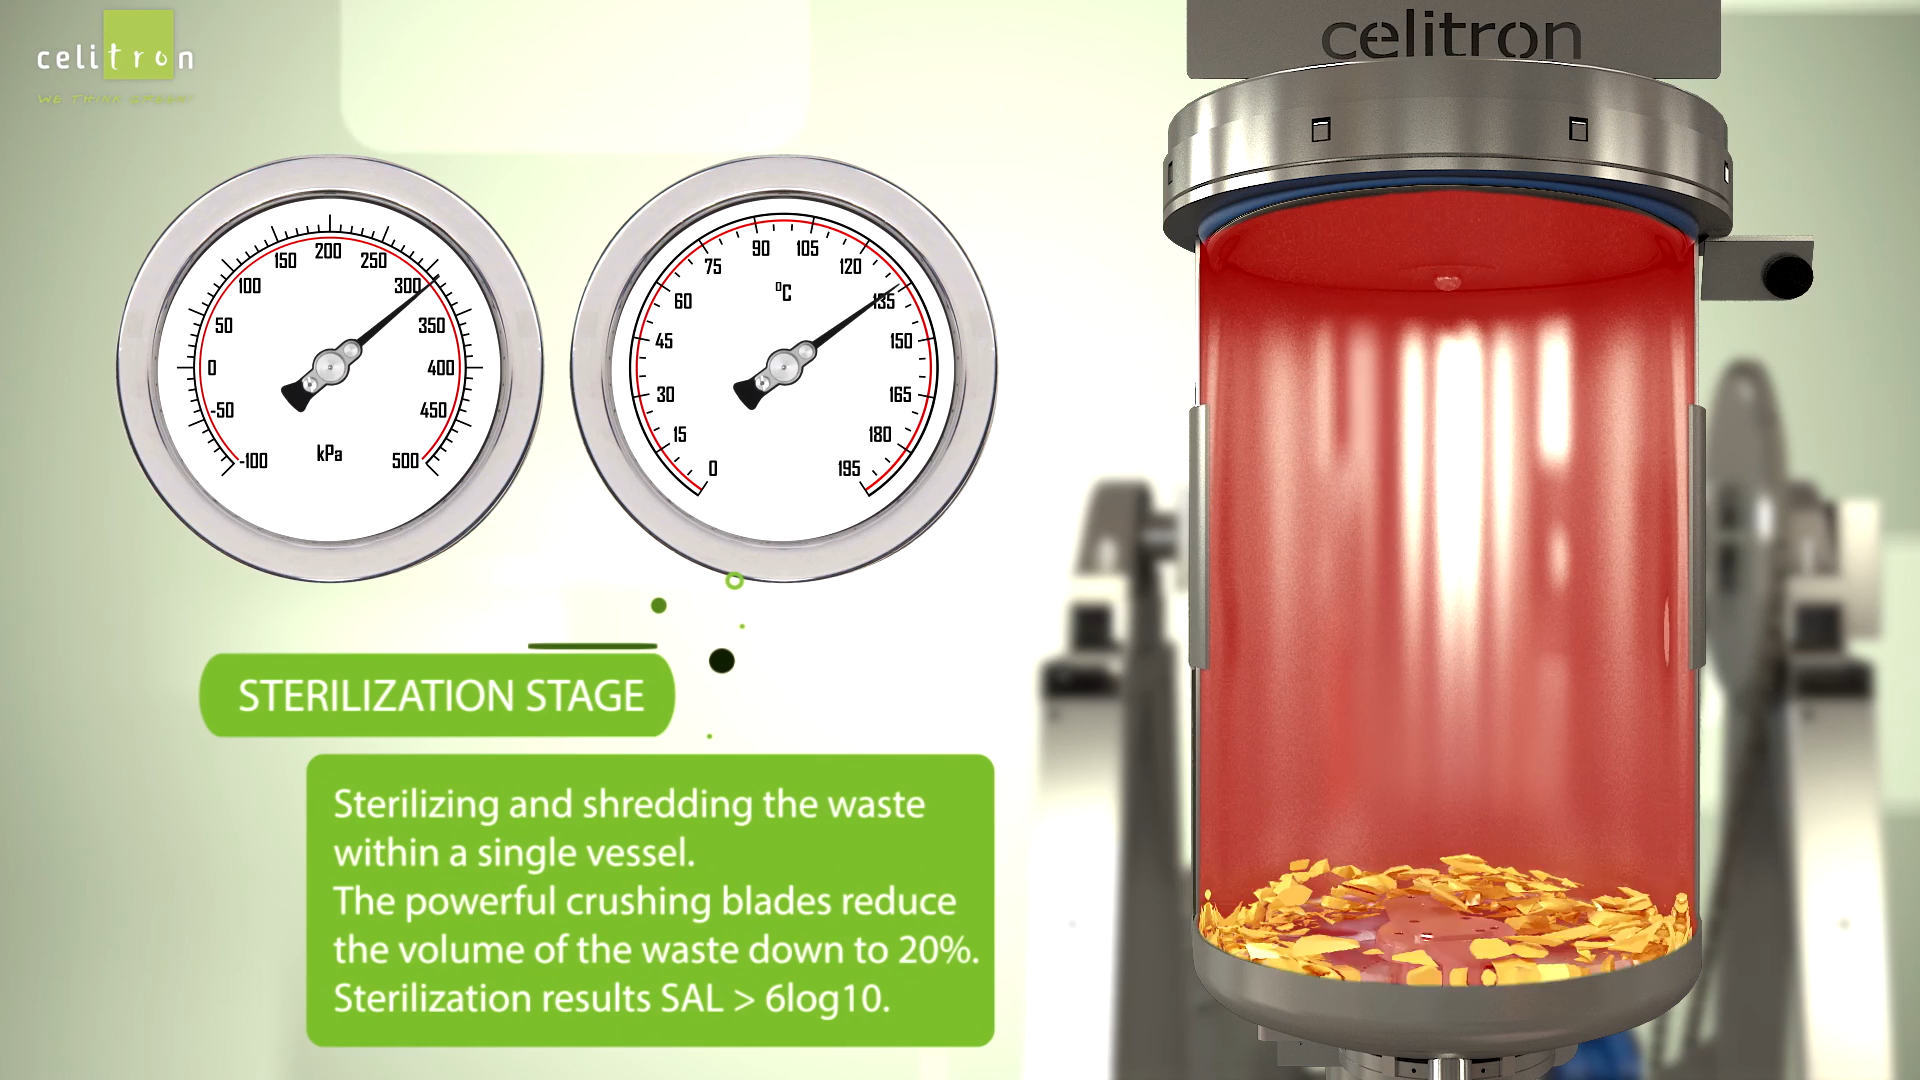 celitron
WE THINK GREEN
celitron
-100
-50
0
50
100
150
200
250
300
350
400
450
500
kPa
0
15
30
45
60
75
90
105
120
135
150
165
180
195
°C
STERILIZATION STAGE
Sterilizing and shredding the waste
within a single vessel.
The powerful crushing blades reduce
the volume of the waste down to 20%.
Sterilization results SAL > 6log10.